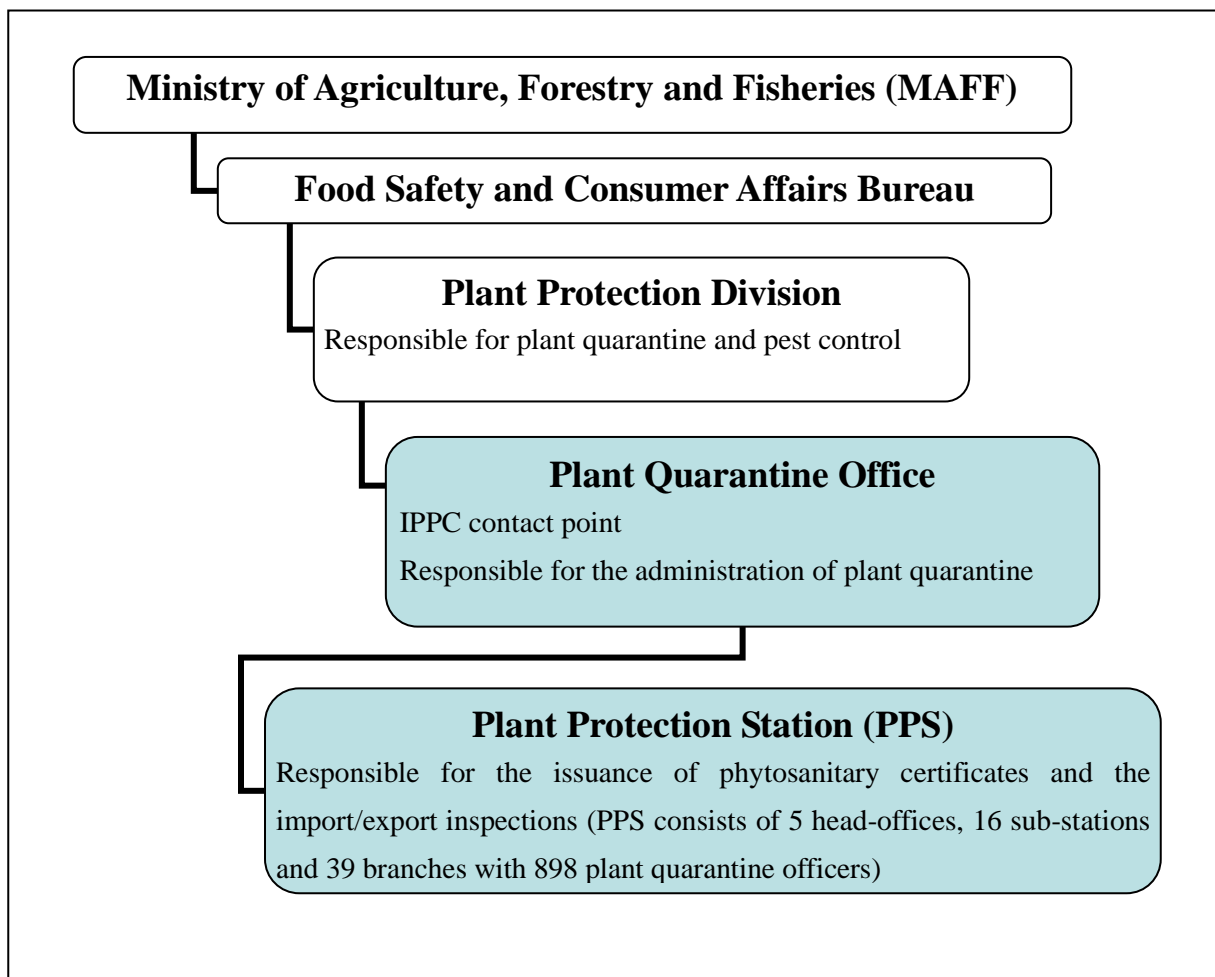 Ministry of Agriculture, Forestry and Fisheries (MAFF)
Food Safety and Consumer Affairs Bureau
Plant Protection Division
Responsible for plant quarantine and pest control
Plant Quarantine Office
IPPC contact point
Responsible for the administration of plant quarantine
Plant Protection Station (PPS)
Responsible for the issuance of phytosanitary certificates and the
import/export inspections (PPS consists of 5 head-offices, 16 sub-stations
and 39 branches with 898 plant quarantine officers)